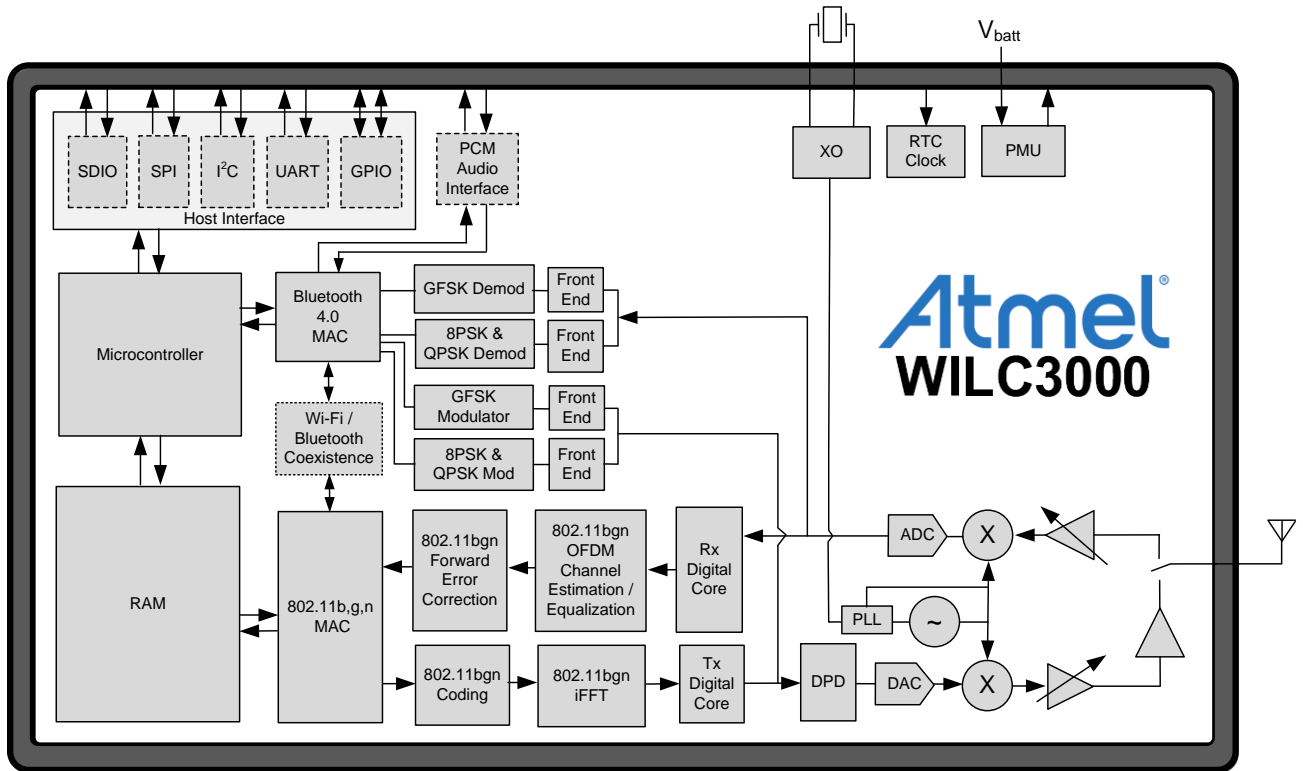 V_batt
XO
RTC
Clock
PMU
SDIO
SPI
I²C
UART
GPIO
Host Interface
PCM
Audio
Interface
Microcontroller
Bluetooth
4.0
MAC
GFSK Demod
Front
End
8PSK &
QPSK Demod
Front
End
GFSK
Modulator
Front
End
8PSK &
QPSK Mod
Front
End
Wi-Fi /
Bluetooth
Coexistence
Atmel®
WILC3000
RAM
802.11b,g,n
MAC
802.11bgn
Forward
Error
Correction
802.11bgn
OFDM
Channel
Estimation /
Equalization
Rx
Digital
Core
ADC
X
PLL
~
802.11bgn
Coding
802.11bgn
iFFT
Tx
Digital
Core
DPD
DAC
X